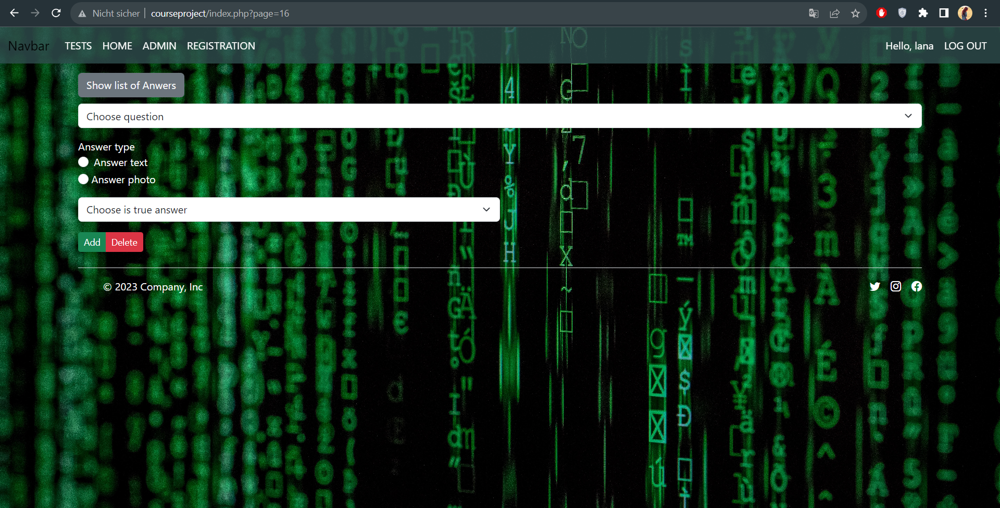 Nicht sicher courseproject/index.php?page=16
Navbar TESTS HOME ADMIN REGISTRATION Hello, lana LOG OUT
Show list of Anwers
Choose question
Answer type
Answer text
Answer photo
Choose is true answer
Add Delete
© 2023 Company, Inc